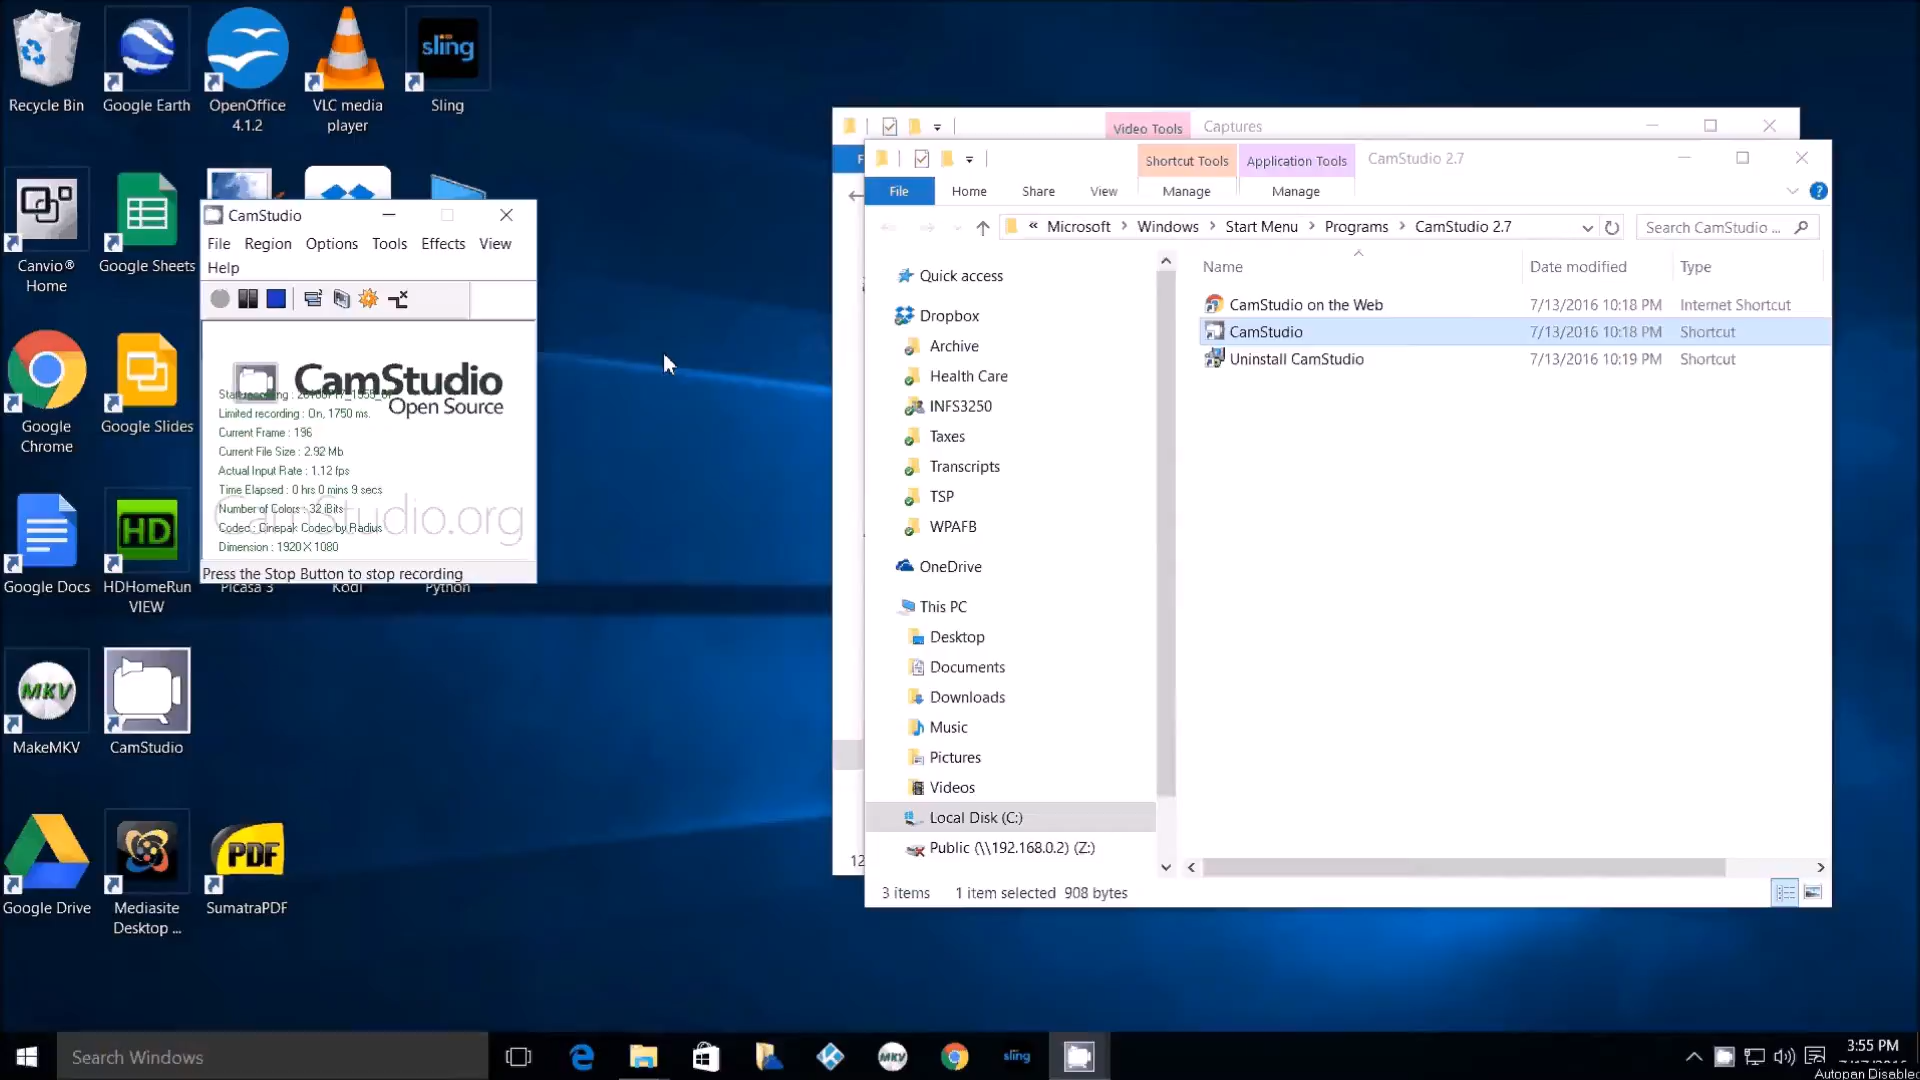 Recycle Bin
Google Earth
OpenOffice
4.1.2
VLC media
player
sling
Sling
Canvio®
Home
Google Sheets
Google
Chrome
Google Slides
Google Docs
HD
HDHomeRun
VIEW
Picasa 3
Kodi
Python
MKV
MakeMKV
CamStudio
Google Drive
Mediasite
Desktop ...
PDF
SumatraPDF
CamStudio
File
Region
Options
Tools
Effects
View
Help
CamStudio
Open Source
CamStudio.org
Limited recording : On, 1750 ms.
Current Frame : 196
Current File Size : 2.92 Mb
Actual Input Rate : 1.12 fps
Time Elapsed : 0 hrs 0 mins 9 secs
Number of Colors : 32 iBits
Codec : Cinepak Codec by Radius
Dimension : 1920 X 1080
Press the Stop Button to stop recording
Video Tools
Captures
F
12
Shortcut Tools
Application Tools
CamStudio 2.7
File
Home
Share
View
Manage
Manage
« Microsoft > Windows > Start Menu > Programs > CamStudio 2.7
Search CamStudio ...
Quick access
Dropbox
Archive
Health Care
INFS3250
Taxes
Transcripts
TSP
WPAFB
OneDrive
This PC
Desktop
Documents
Downloads
Music
Pictures
Videos
Local Disk (C:)
Public (\\192.168.0.2) (Z:)
Name
Date modified
Type
CamStudio on the Web
7/13/2016 10:18 PM
Internet Shortcut
CamStudio
7/13/2016 10:18 PM
Shortcut
Uninstall CamStudio
7/13/2016 10:19 PM
Shortcut
3 items
1 item selected 908 bytes
Search Windows
MKV
sling
3:55 PM
Autopan Disabled